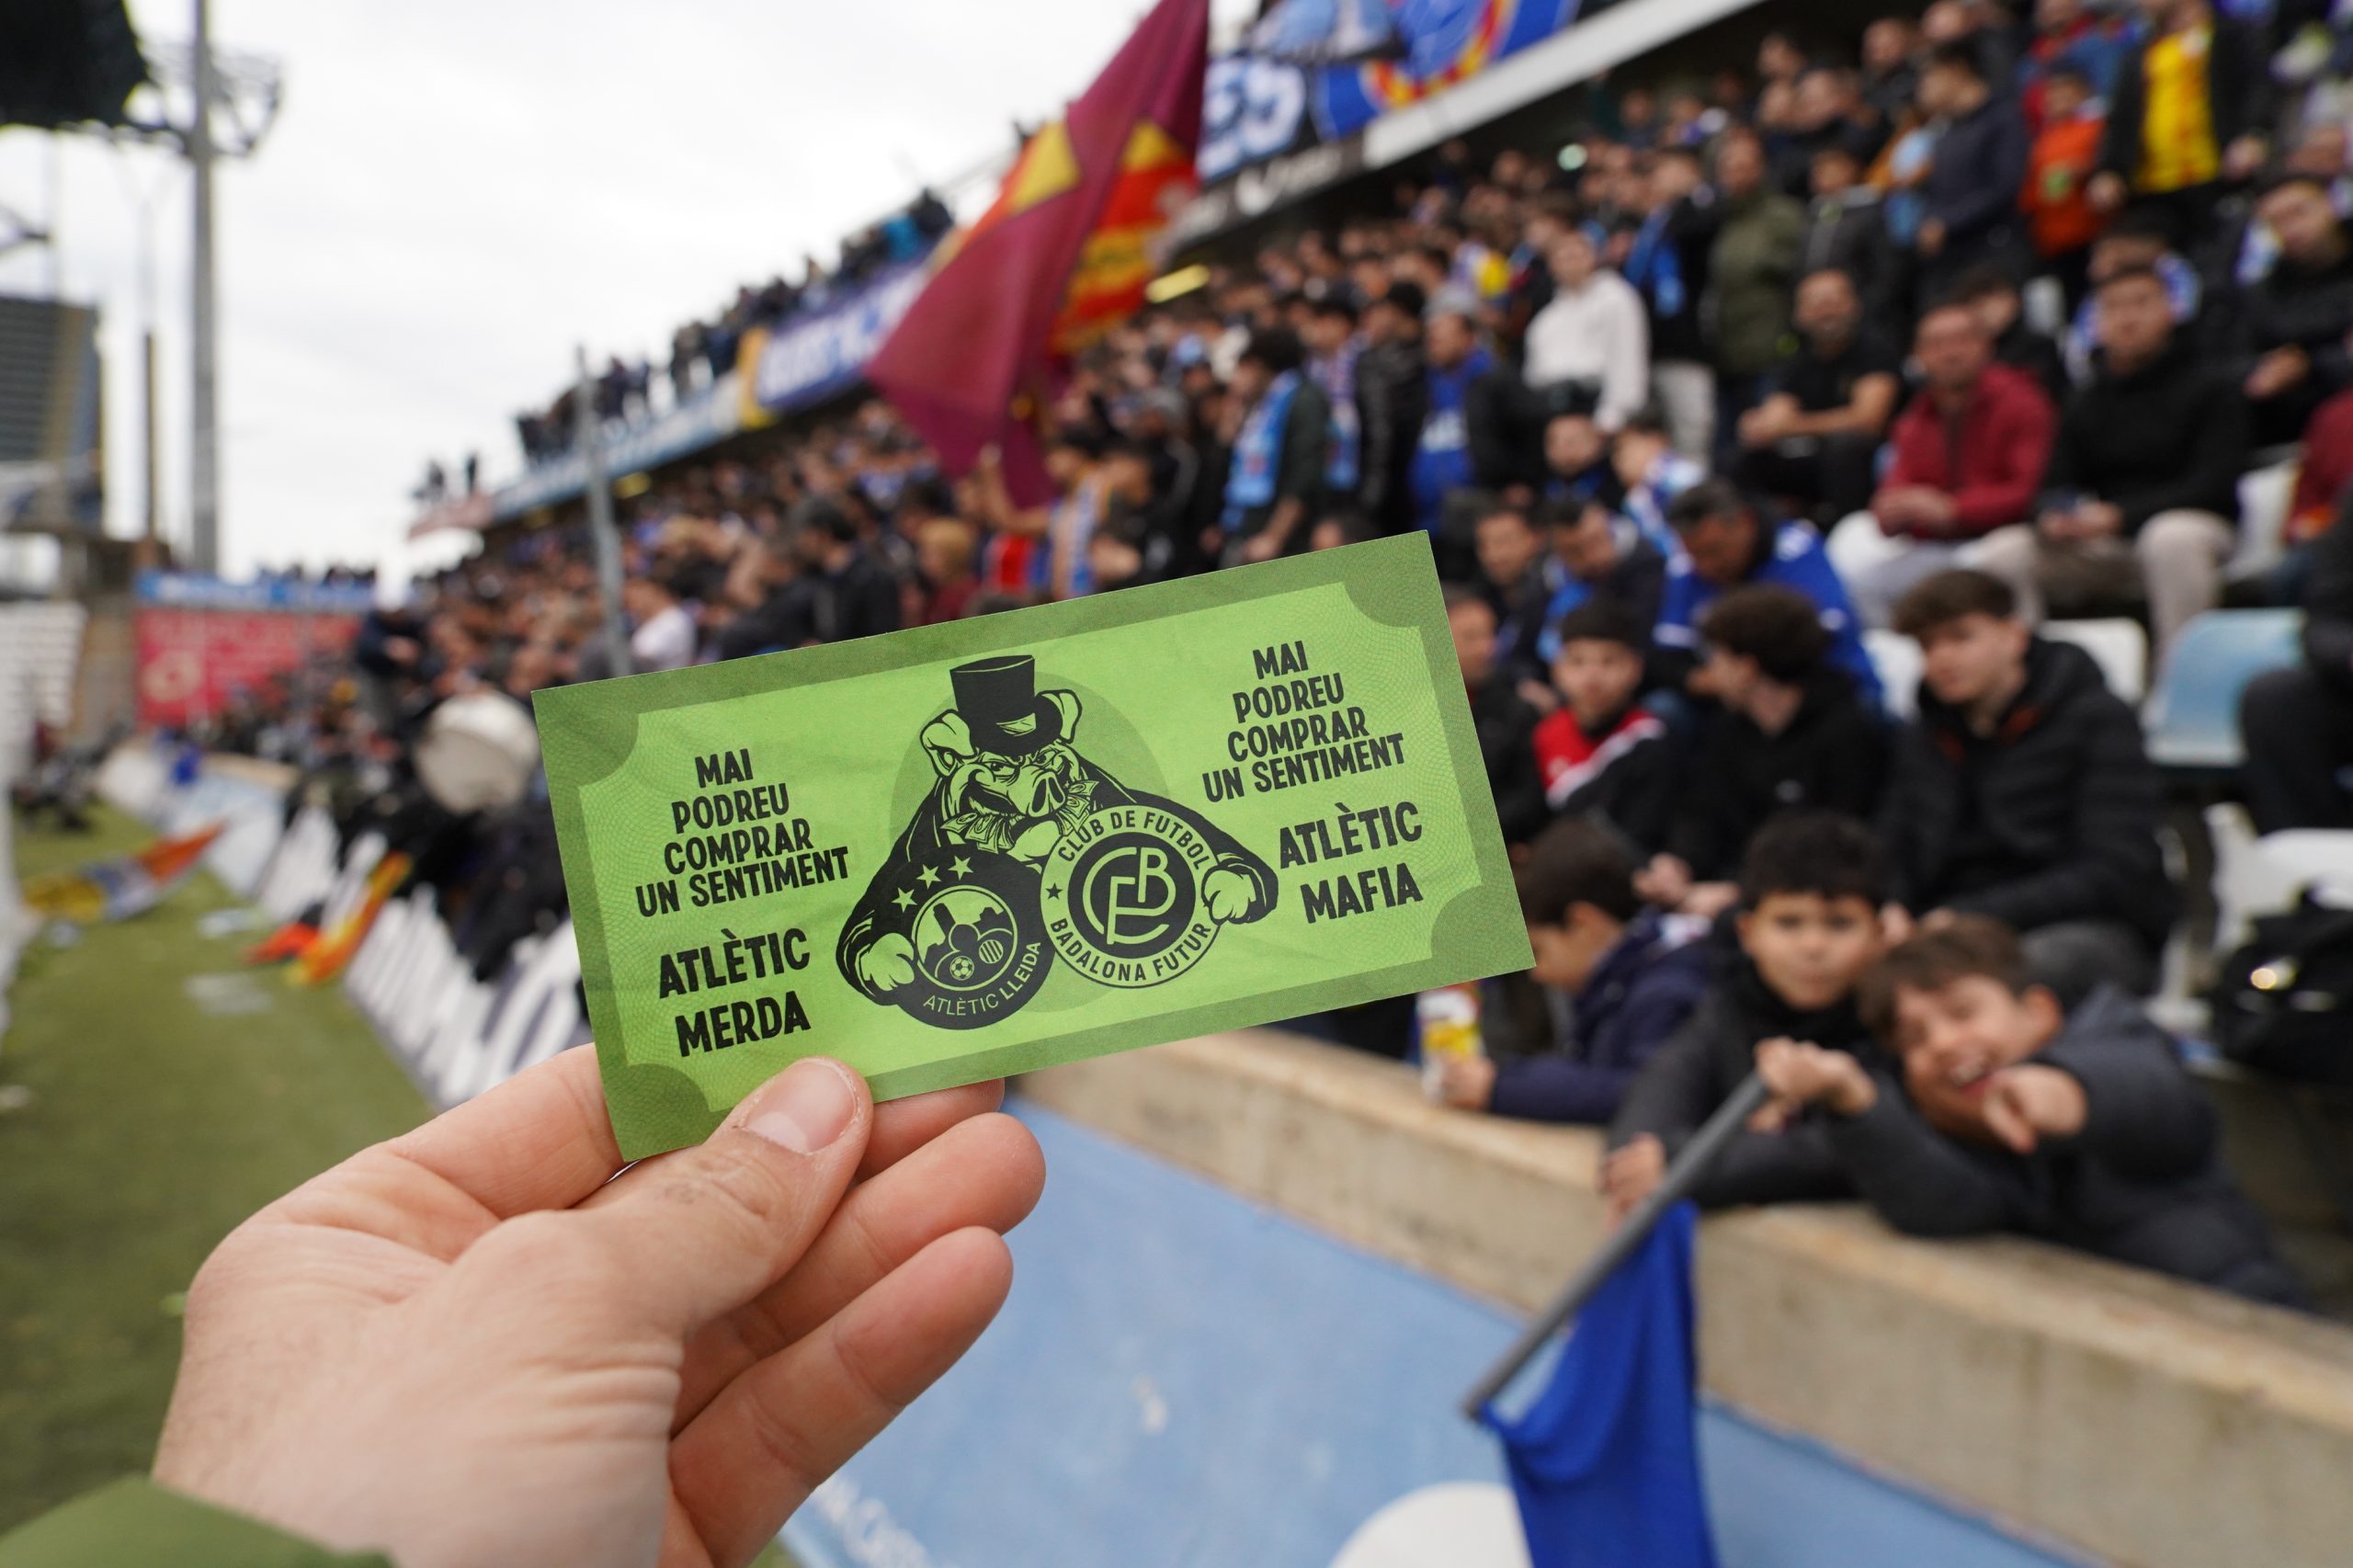 MAI
PODREU
COMPRAR
UN SENTIMENT
ATLÈTIC
MERDA
ATLÈTIC LLEIDA
CLUB DE FUTBOL
CFB
BADALONA FUTUR
MAI
PODREU
COMPRAR
UN SENTIMENT
ATLÈTIC
MAFIA